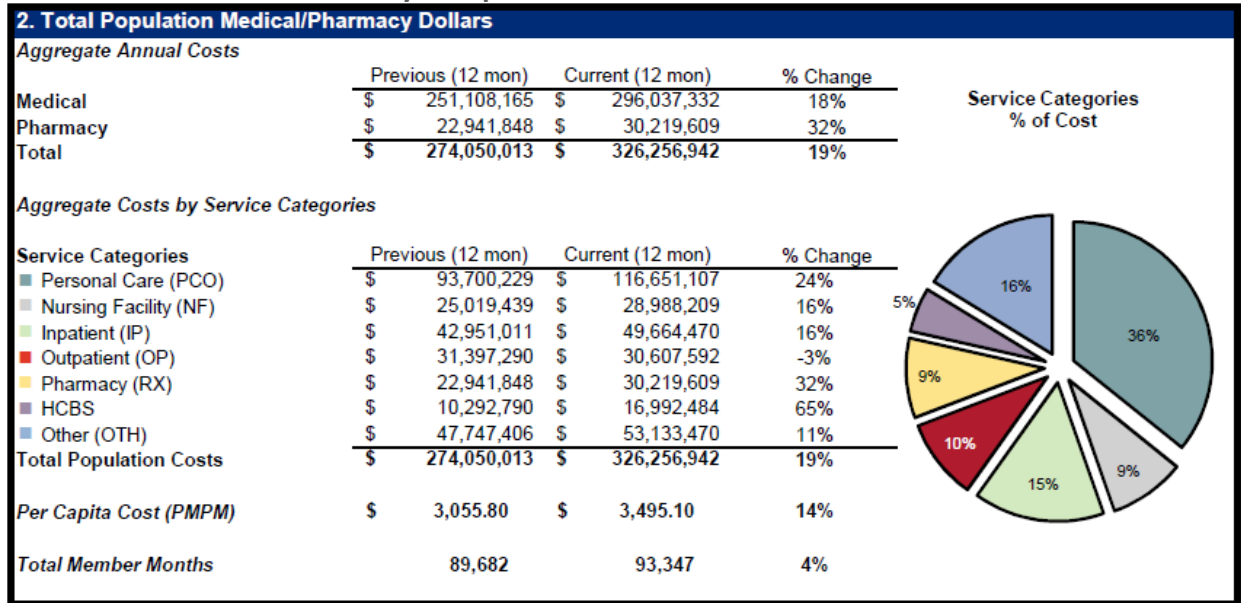 2. Total Population Medical/Pharmacy Dollars
Aggregate Annual Costs
Previous (12 mon) Current (12 mon) % Change
Medical $ 251,108,165 $ 296,037,332 18%
Pharmacy $ 22,941,848 $ 30,219,609 32%
Total $ 274,050,013 $ 326,256,942 19%
Service Categories
% of Cost
Aggregate Costs by Service Categories
Service Categories Previous (12 mon) Current (12 mon) % Change
Personal Care (PCO) $ 93,700,229 $ 116,651,107 24%
Nursing Facility (NF) $ 25,019,439 $ 28,988,209 16%
Inpatient (IP) $ 42,951,011 $ 49,664,470 16%
Outpatient (OP) $ 31,397,290 $ 30,607,592 -3%
Pharmacy (RX) $ 22,941,848 $ 30,219,609 32%
HCBS $ 10,292,790 $ 16,992,484 65%
Other (OTH) $ 47,747,406 $ 53,133,470 11%
Total Population Costs $ 274,050,013 $ 326,256,942 19%
Per Capita Cost (PMPM) $ 3,055.80 $ 3,495.10 14%
Total Member Months 89,682 93,347 4%
16%
5%
36%
9%
10%
9%
15%